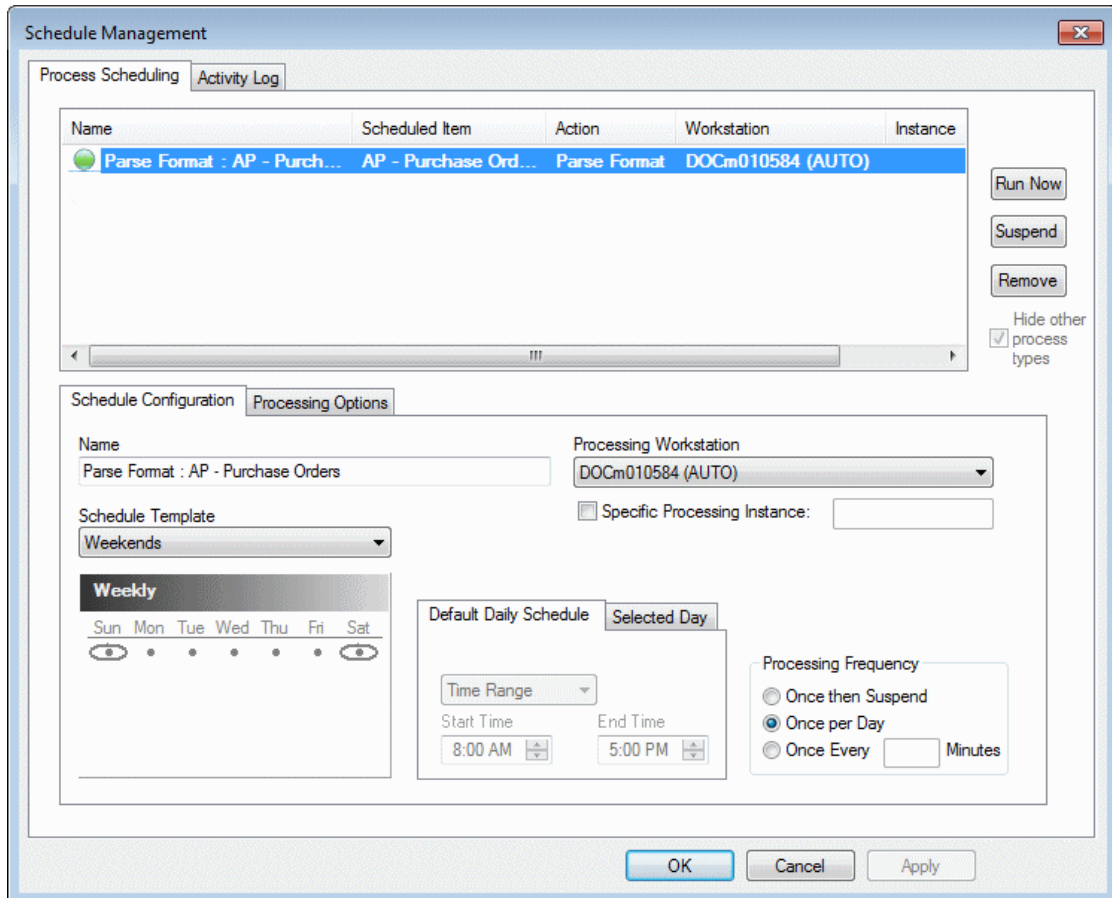 Schedule Management
Process Scheduling Activity Log
Name Scheduled Item Action Workstation Instance
Parse Format : AP - Purch... AP - Purchase Ord... Parse Format DOCm010584 (AUTO)
Run Now
Suspend
Remove
Hide other
process
types
Schedule Configuration Processing Options
Name
Parse Format : AP - Purchase Orders
Processing Workstation
DOCm010584 (AUTO)
Specific Processing Instance:
Schedule Template
Weekends
Weekly
Sun Mon Tue Wed Thu Fri Sat
Default Daily Schedule Selected Day
Time Range
Start Time End Time
8:00 AM 5:00 PM
Processing Frequency
Once then Suspend
Once per Day
Once Every Minutes
OK Cancel Apply